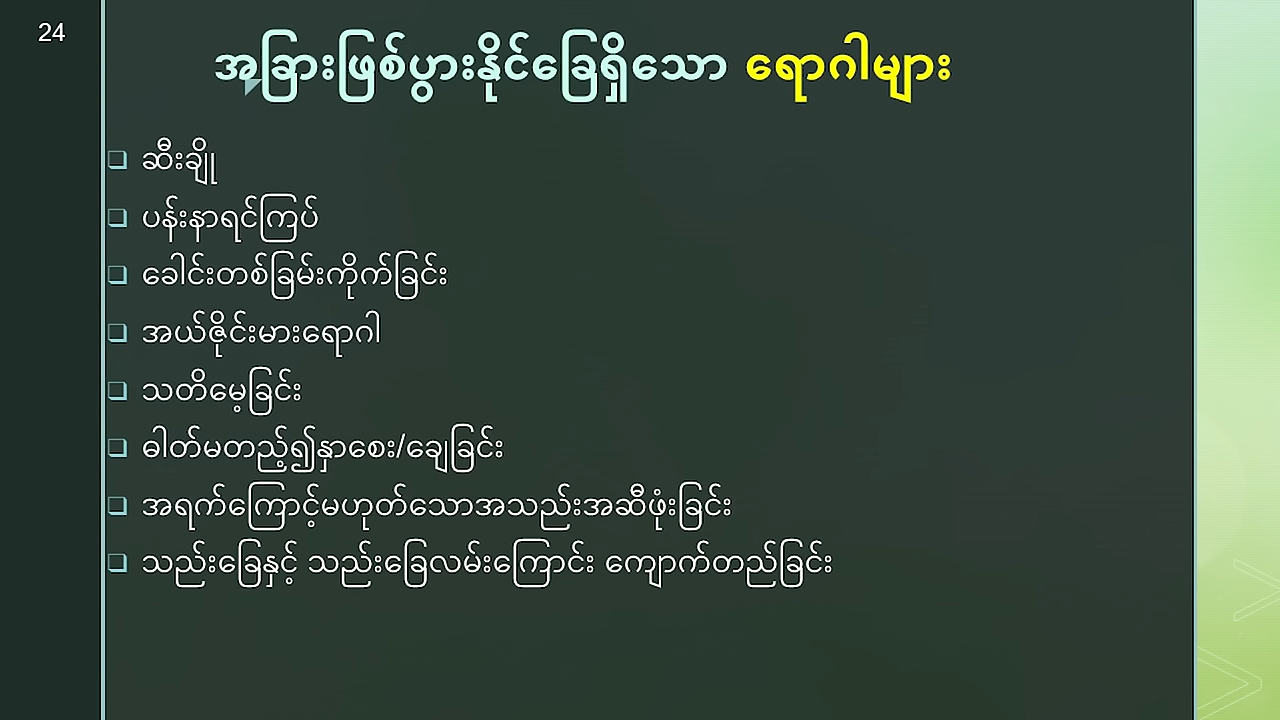 24
အခြားဖြစ်ပွားနိုင်ခြေရှိသော ရောဂါများ
ဆီးချို
ပန်းနာရင်ကြပ်
ခေါင်းတစ်ခြမ်းကိုက်ခြင်း
အယ်ဇိုင်းမားရောဂါ
သတိမေ့ခြင်း
ဓါတ်မတည့်၍နှာစေး/ချေခြင်း
အရက်ကြောင့်မဟုတ်သောအသည်းအဆီဖုံးခြင်း
သည်းခြေနှင့် သည်းခြေလမ်းကြောင်း ကျောက်တည်ခြင်း